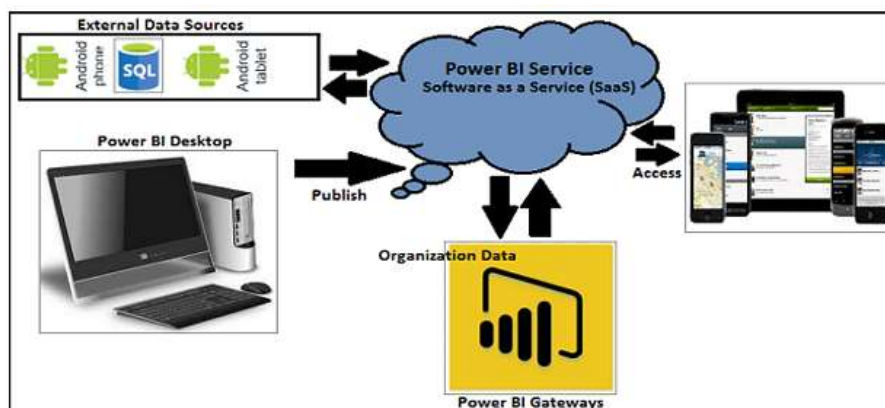 External Data Sources
Android phone
SQL
Android tablet
Power BI Service
Software as a Service (SaaS)
Power BI Desktop
Publish
Access
Organization Data
Power BI Gateways